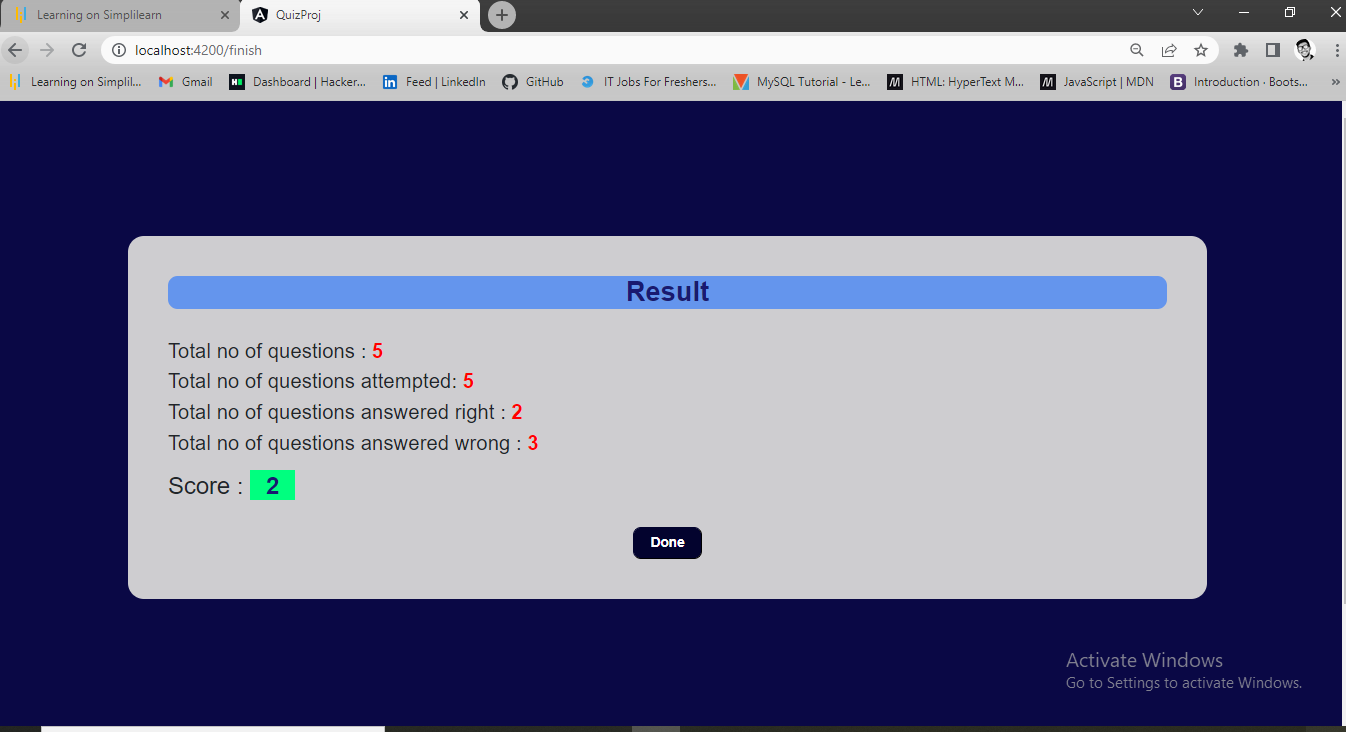 Learning on Simplilearn
QuizProj
localhost:4200/finish
Learning on Simplil... Gmail Dashboard | Hacker... Feed | LinkedIn GitHub IT Jobs For Freshers... MySQL Tutorial - Le... HTML: HyperText M... JavaScript | MDN B Introduction · Boots... »
Result
Total no of questions : 5
Total no of questions attempted: 5
Total no of questions answered right : 2
Total no of questions answered wrong : 3
Score : 2
Done
Activate Windows
Go to Settings to activate Windows.